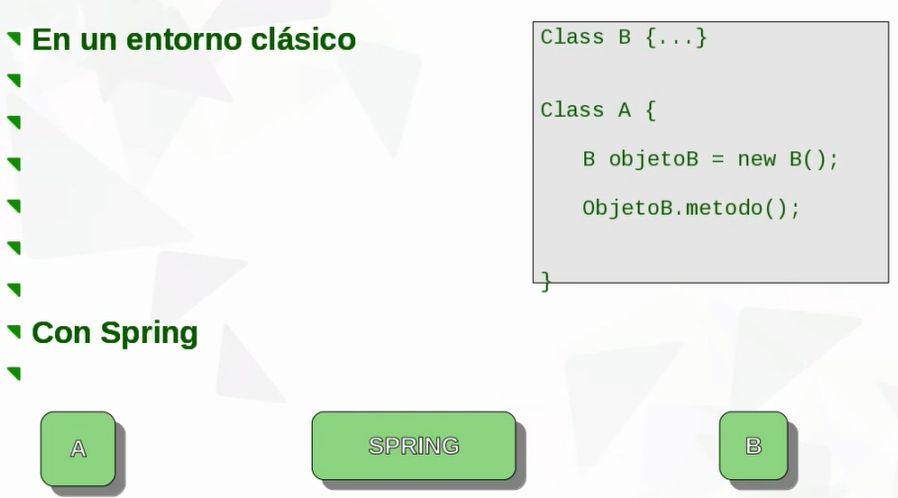 En un entorno clásico
Class B {...}
Class A {
B objetoB = new B();
ObjetoB.metodo();
}
Con Spring
A
SPRING
B